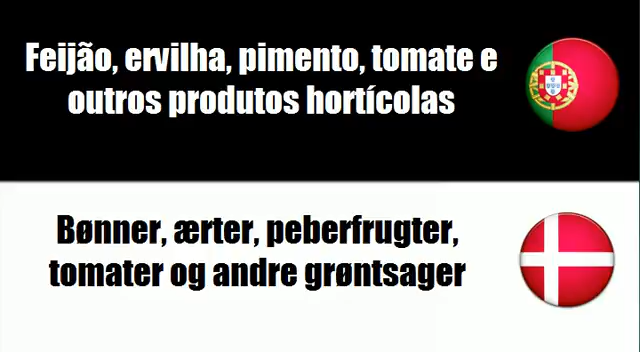 Feijão, ervilha, pimento, tomate e
outros produtos hortícolas
Bønner, ærter, peberfrugter,
tomater og andre grøntsager